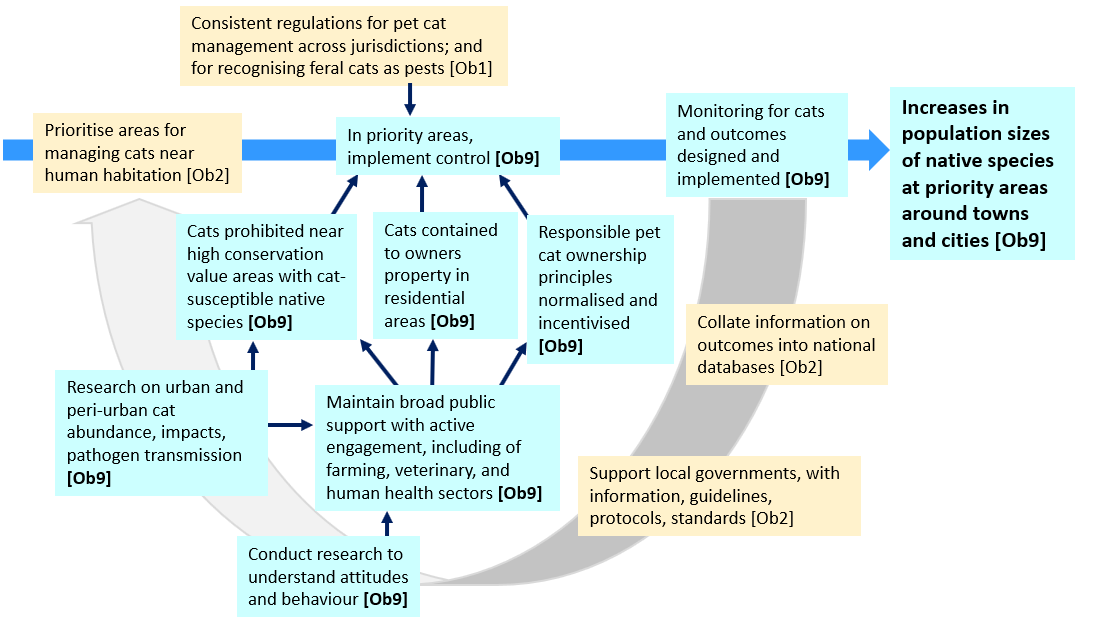 Consistent regulations for pet cat
management across jurisdictions; and
for recognising feral cats as pests [Ob1]
Prioritise areas for
managing cats near
human habitation [Ob2]
In priority areas,
implement control [Ob9]
Monitoring for cats
and outcomes
designed and
implemented [Ob9]
Increases in
population sizes
of native species
at priority areas
around towns
and cities [Ob9]
Cats prohibited near
high conservation
value areas with cat-
susceptible native
species [Ob9]
Cats contained
to owners
property in
residential
areas [Ob9]
Responsible pet
cat ownership
principles
normalised and
incentivised
[Ob9]
Collate information on
outcomes into national
databases [Ob2]
Research on urban and
peri-urban cat
abundance, impacts,
pathogen transmission
[Ob9]
Maintain broad public
support with active
engagement, including of
farming, veterinary, and
human health sectors [Ob9]
Support local governments, with
information, guidelines,
protocols, standards [Ob2]
Conduct research to
understand attitudes
and behaviour [Ob9]